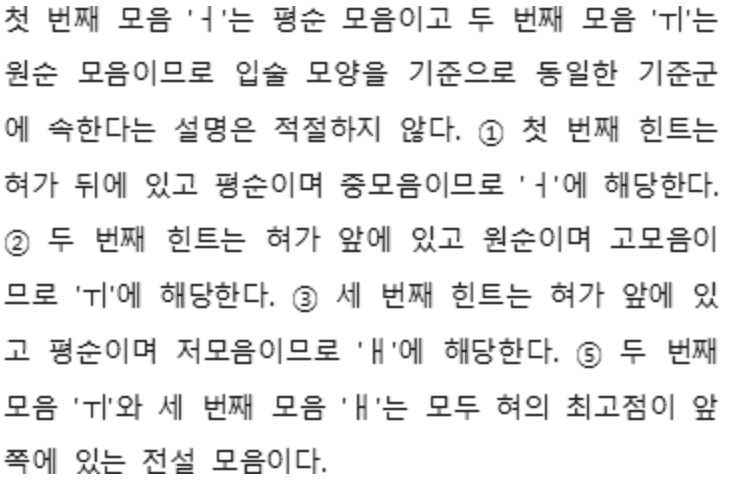 첫 번째 모음 'ㅓ'는 평순 모음이고 두 번째 모음 'ㅟ'는
원순 모음이므로 입술 모양을 기준으로 동일한 기준군
에 속한다는 설명은 적절하지 않다. ① 첫 번째 힌트는
혀가 뒤에 있고 평순이며 중모음이므로 'ㅓ'에 해당한다.
② 두 번째 힌트는 혀가 앞에 있고 원순이며 고모음이
므로 'ㅟ'에 해당한다. ③ 세 번째 힌트는 혀가 앞에 있
고 평순이며 저모음이므로 'ㅐ'에 해당한다. ⑤ 두 번째
모음 'ㅟ'와 세 번째 모음 'ㅐ'는 모두 혀의 최고점이 앞
쪽에 있는 전설 모음이다.